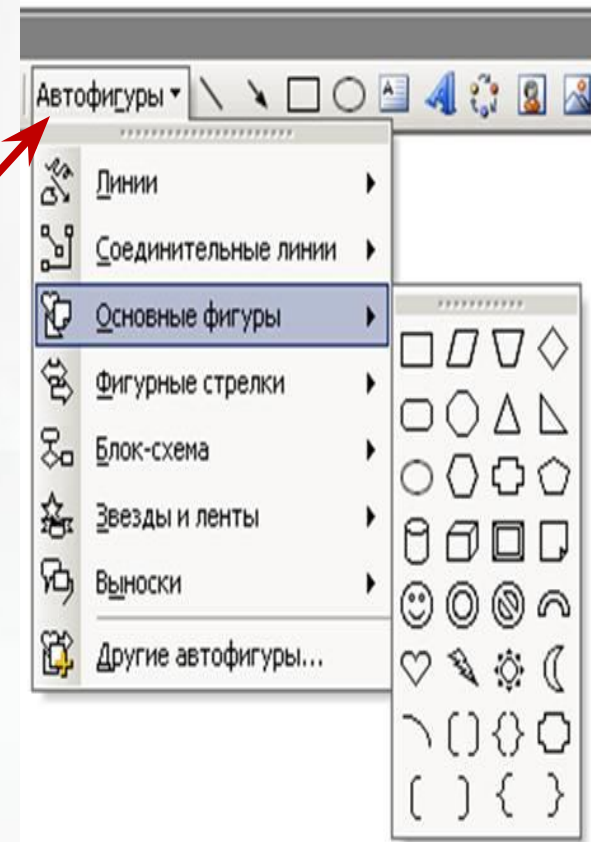 Автофигуры
Линии
Соединительные линии
Основные фигуры
Фигурные стрелки
Блок-схема
Звезды и ленты
Выноски
Другие автофигуры...